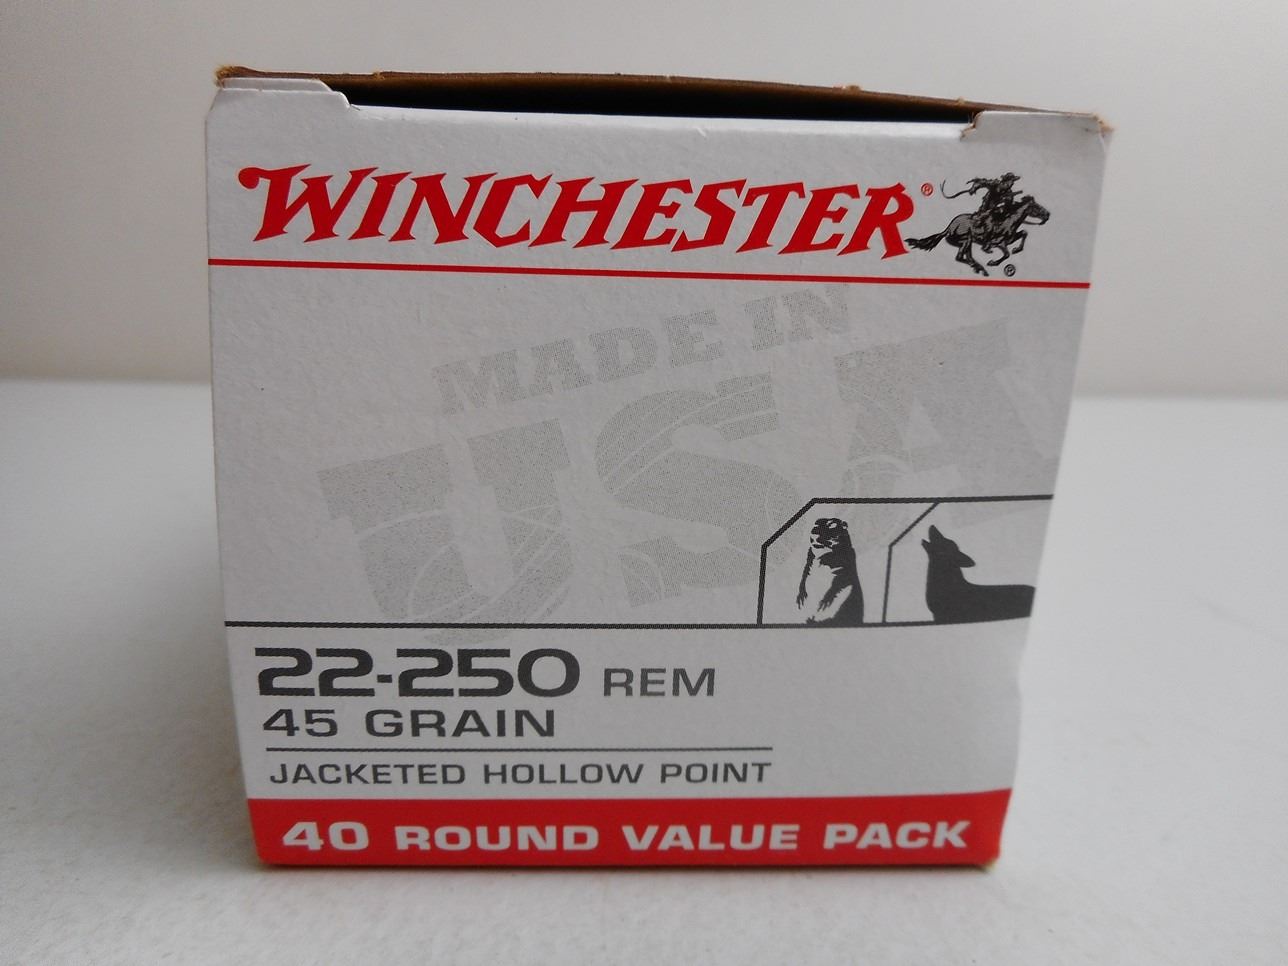 WINCHESTER®
®
MADE IN
USA
22-250 REM
45 GRAIN
JACKETED HOLLOW POINT
40 ROUND VALUE PACK